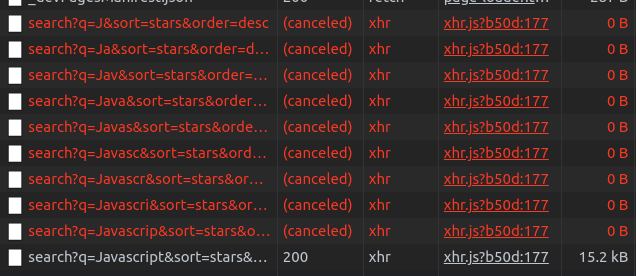 _devPagesManifest.json 200 fetch page-loader.t… 267 B
search?q=J&sort=stars&order=desc (canceled) xhr xhr.js?b50d:177 0 B
search?q=Ja&sort=stars&order=d… (canceled) xhr xhr.js?b50d:177 0 B
search?q=Jav&sort=stars&order=… (canceled) xhr xhr.js?b50d:177 0 B
search?q=Java&sort=stars&order… (canceled) xhr xhr.js?b50d:177 0 B
search?q=Javas&sort=stars&orde… (canceled) xhr xhr.js?b50d:177 0 B
search?q=Javasc&sort=stars&ord… (canceled) xhr xhr.js?b50d:177 0 B
search?q=Javascr&sort=stars&or… (canceled) xhr xhr.js?b50d:177 0 B
search?q=Javascri&sort=stars&o… (canceled) xhr xhr.js?b50d:177 0 B
search?q=Javascrip&sort=stars&o… (canceled) xhr xhr.js?b50d:177 0 B
search?q=Javascript&sort=stars&… 200 xhr xhr.js?b50d:177 15.2 kB